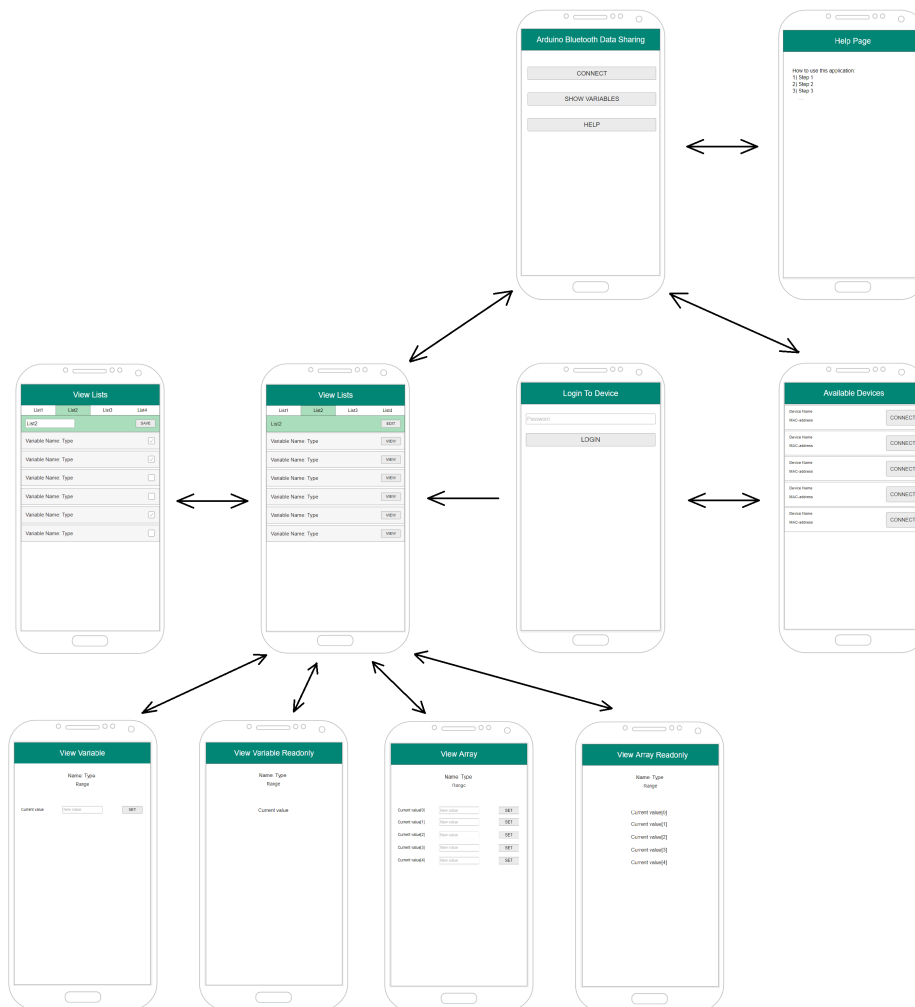 Arduino Bluetooth Data Sharing
CONNECT
SHOW VARIABLES
HELP
Help Page
How to use this application:
1) Step 1
2) Step 2
3) Step 3
...
View Lists
List1 List2 List3 List4
List2 SAVE
Variable Name: Type
Variable Name: Type
Variable Name: Type
Variable Name: Type
Variable Name: Type
Variable Name: Type
View Lists
List1 List2 List3 List4
List2 EDIT
Variable Name: Type VIEW
Variable Name: Type VIEW
Variable Name: Type VIEW
Variable Name: Type VIEW
Variable Name: Type VIEW
Variable Name: Type VIEW
Login To Device
Password
LOGIN
Available Devices
Device Name
MAC-address CONNECT
Device Name
MAC-address CONNECT
Device Name
MAC-address CONNECT
Device Name
MAC-address CONNECT
Device Name
MAC-address CONNECT
View Variable
Name: Type
Range
Current value New value SET
View Variable Readonly
Name: Type
Range
Current value
View Array
Name: Type
Range
Current value[0] New value SET
Current value[1] New value SET
Current value[2] New value SET
Current value[3] New value SET
Current value[4] New value SET
View Array Readonly
Name: Type
Range
Current value[0]
Current value[1]
Current value[2]
Current value[3]
Current value[4]